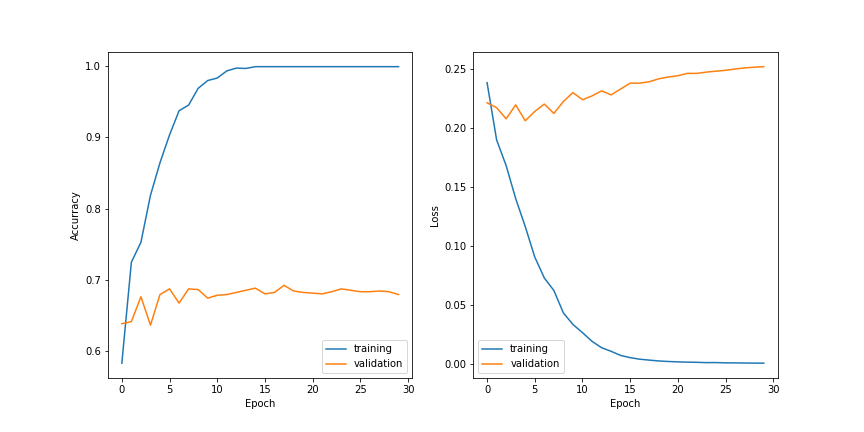 1.0
0.9
0.8
0.7
0.6
Accurracy
0 5 10 15 20 25 30
Epoch
training
validation
0.25
0.20
0.15
0.10
0.05
0.00
Loss
0 5 10 15 20 25 30
Epoch
training
validation